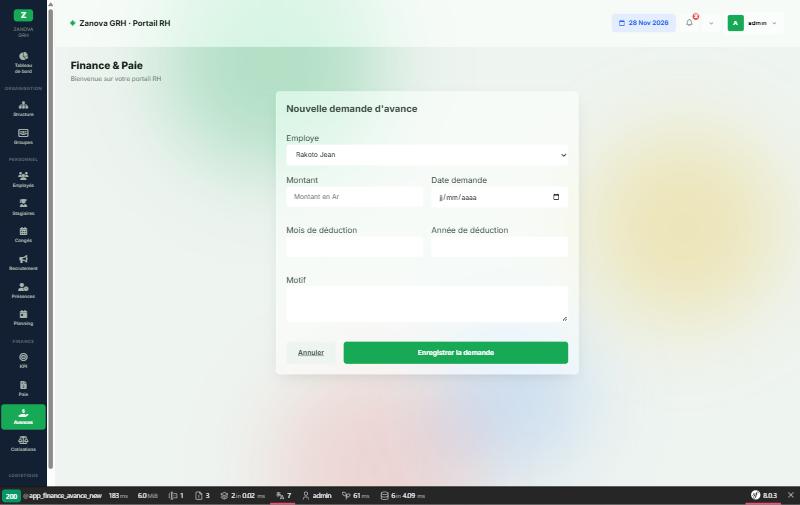 Z
ZANOVA
GRH
Tableau
de bord
ORGANISATION
Structure
Groupes
PERSONNEL
Employés
Stagiaires
Congés
Recrutement
Présences
Planning
FINANCE
KPI
Paie
Avances
Cotisations
LOGISTIQUE
Zanova GRH · Portail RH
28 Nov 2026
A
admin
Finance & Paie
Bienvenue sur votre portail RH
Nouvelle demande d'avance
Employe
Rakoto Jean
Montant
Date demande
Montant en Ar
jj/mm/aaaa
Mois de déduction
Année de déduction
Motif
Annuler
Enregistrer la demande
200 @app_finance_avance_new 183 ms 6.0 MiB 1 3 2 in 0.02 ms 7 admin 61 ms 6 in 4.09 ms 8.0.3